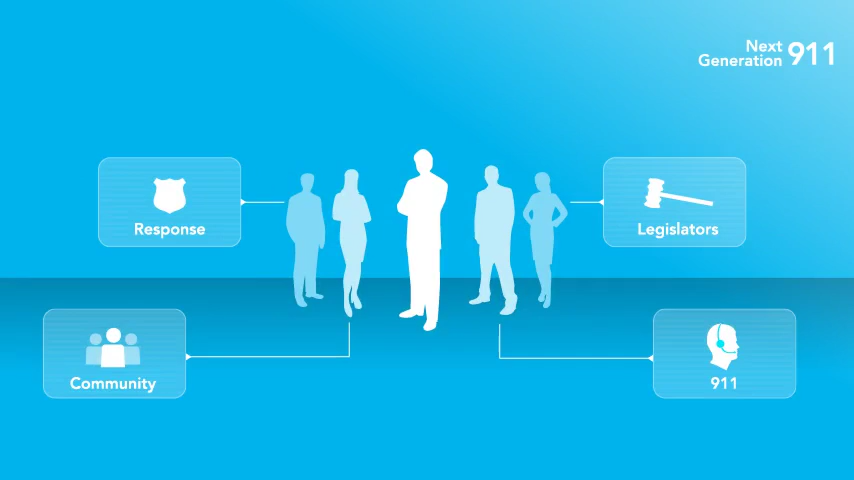 Next
Generation 911
Response
Legislators
Community
911